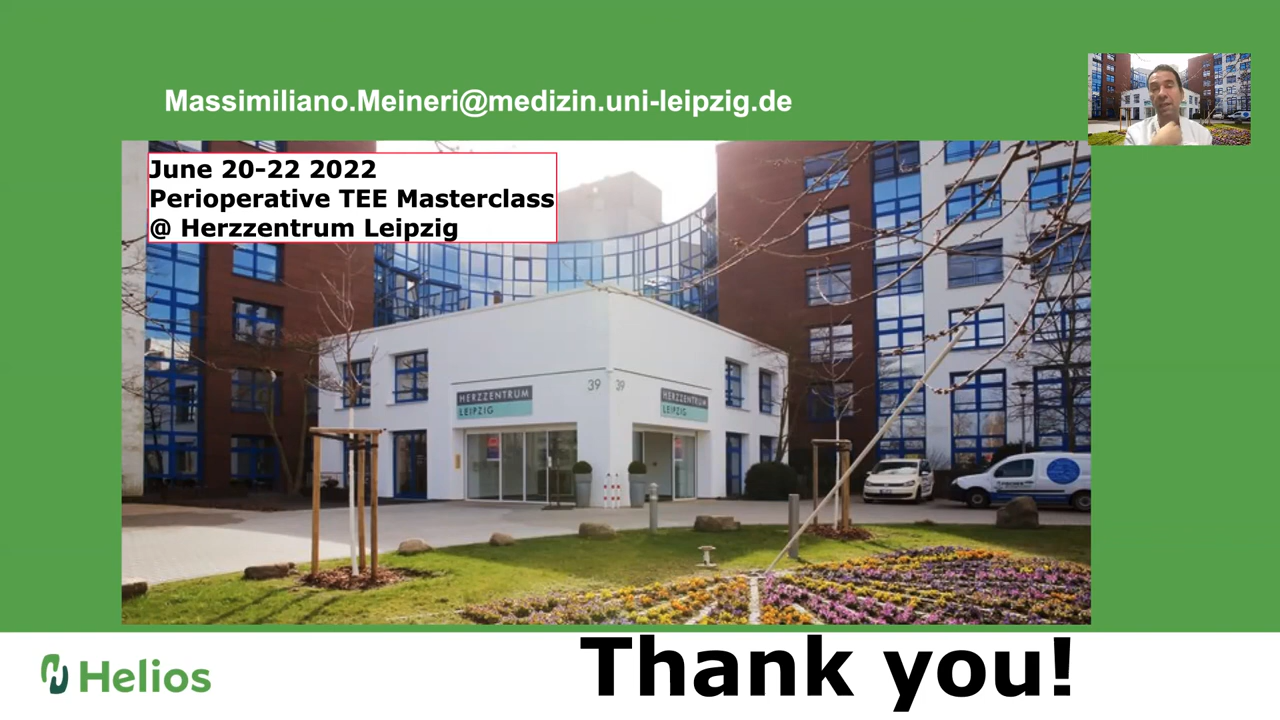 Massimiliano.Meineri@medizin.uni-leipzig.de
June 20-22 2022
Perioperative TEE Masterclass
@ Herzzentrum Leipzig
39 39
HERZZENTRUM
LEIPZIG
HERZZENTRUM
LEIPZIG
Helios
Thank you!